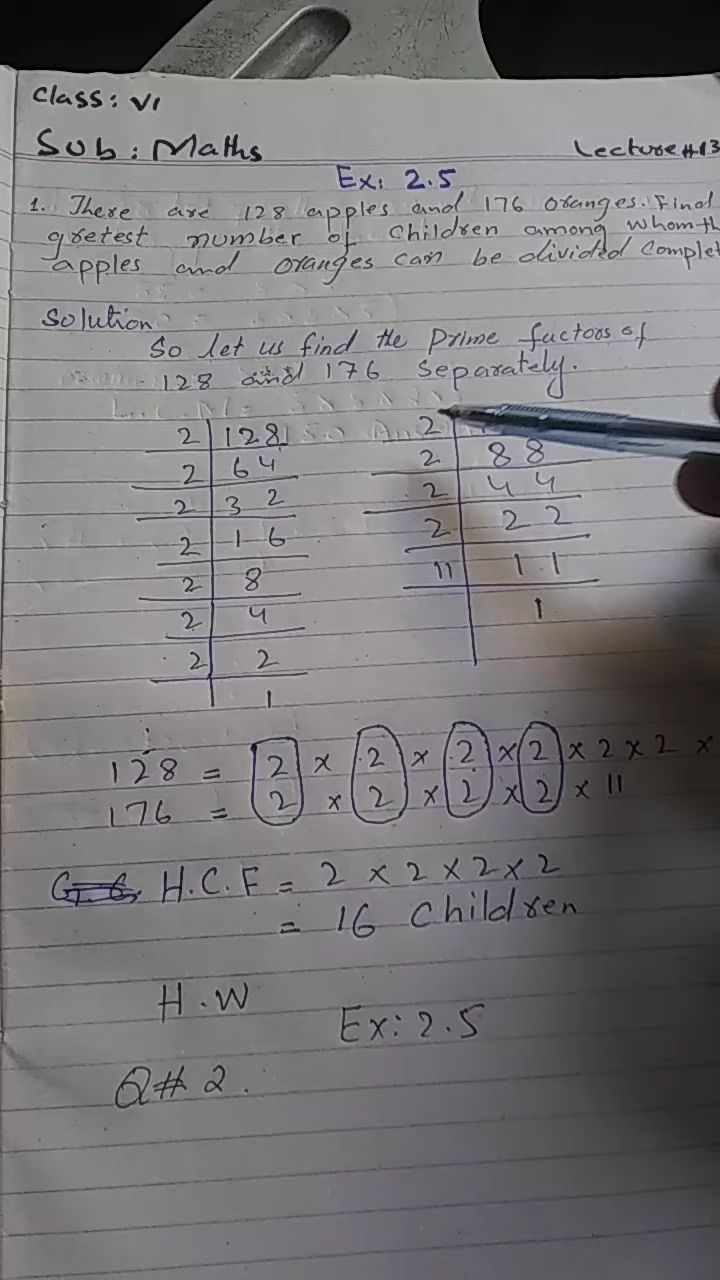 Class: VI
Sub: Maths
Lecture#13
Ex: 2.5
1. There are 128 apples and 176 oranges. Find
gretest number of children among whom th
apples and oranges can be divided Complet
Solution
So let us find the Prime factors of
128 and 176 Separately.
2 128
2 64
2 32
2 16
2 8
2 4
2 2
1
2
2 88
2 44
2 22
11 11
1
128 = 2 × 2 × 2 × 2 × 2 × 2 ×
176 = 2 × 2 × 2 × 2 × 11
H.C.F = 2 × 2 × 2 × 2
= 16 Children
H.W
Ex: 2.5
Q# 2.